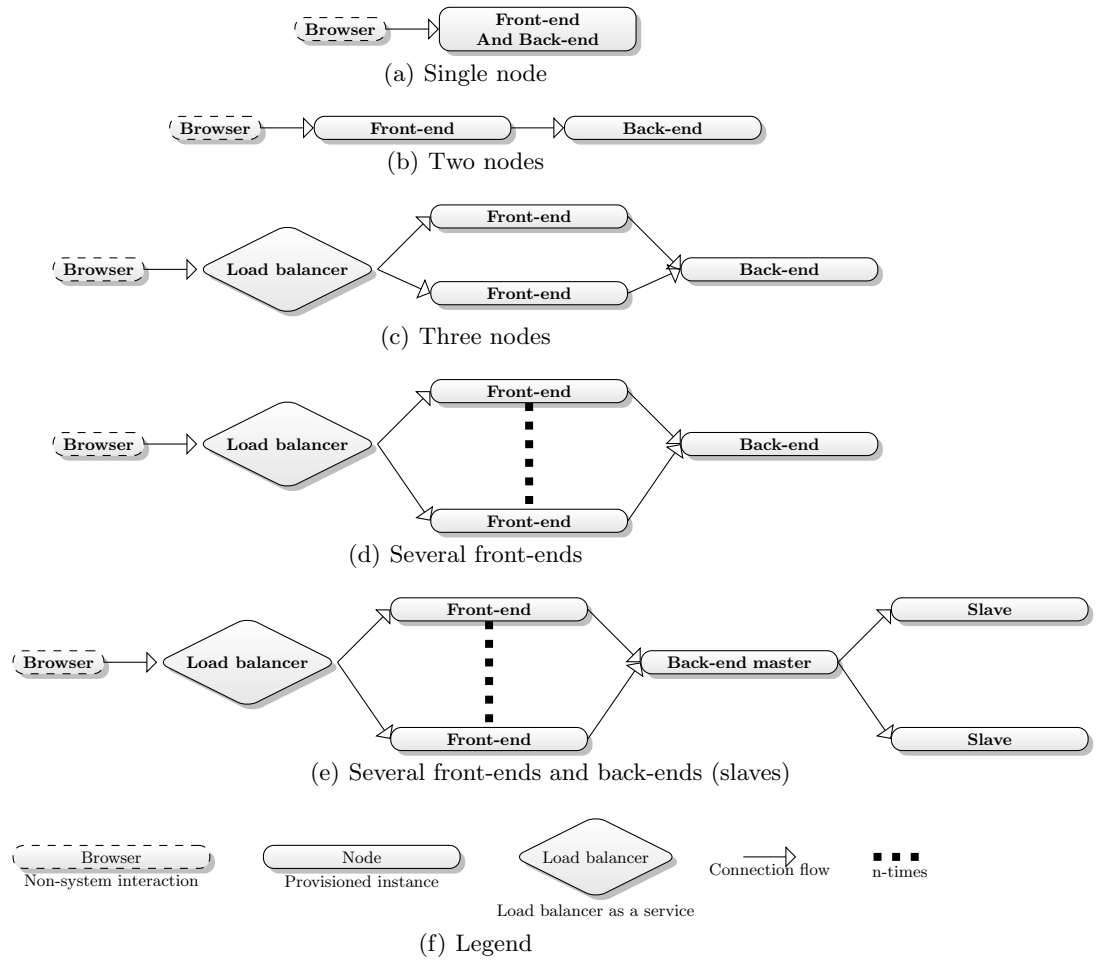 Browser
Front-end
And Back-end
(a) Single node
Browser
Front-end
Back-end
(b) Two nodes
Front-end
Browser
Load balancer
Back-end
Front-end
(c) Three nodes
Front-end
Browser
Load balancer
Back-end
Front-end
(d) Several front-ends
Front-end
Slave
Browser
Load balancer
Back-end master
Front-end
Slave
(e) Several front-ends and back-ends (slaves)
Browser
Non-system interaction
Node
Provisioned instance
Load balancer
Load balancer as a service
Connection flow
n-times
(f) Legend